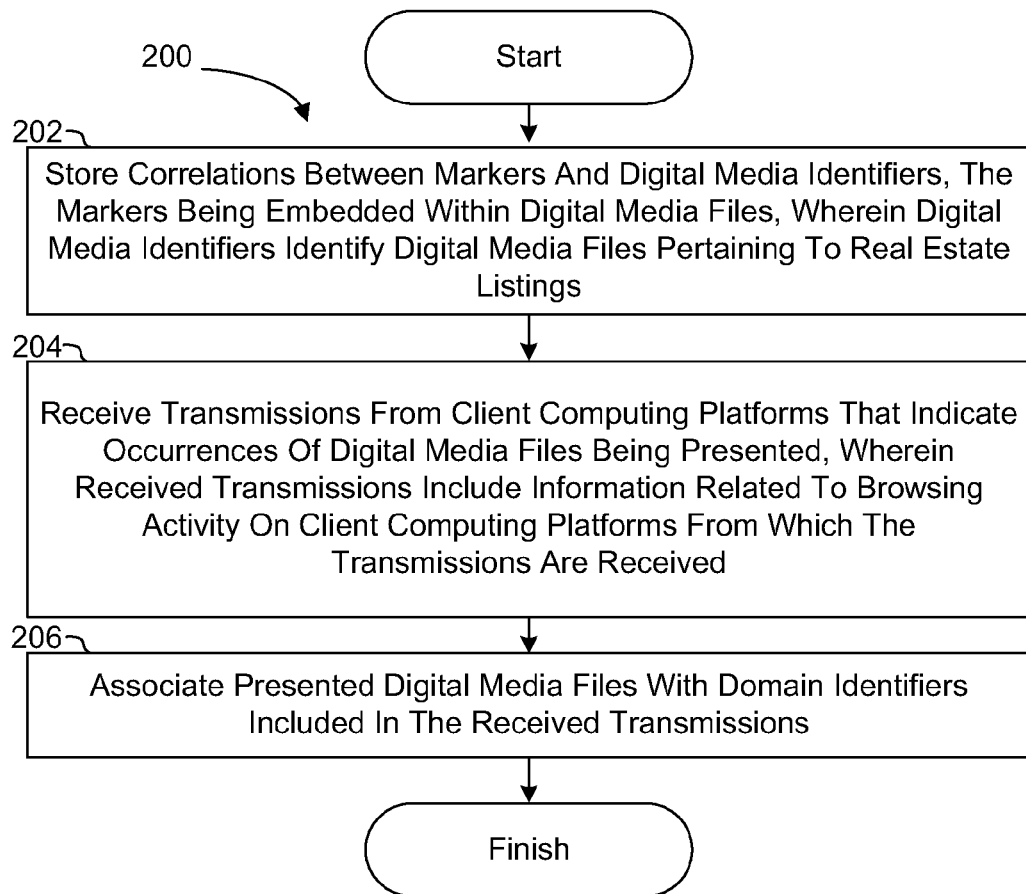 200
Start
202
Store Correlations Between Markers And Digital Media Identifiers, The
Markers Being Embedded Within Digital Media Files, Wherein Digital
Media Identifiers Identify Digital Media Files Pertaining To Real Estate
Listings
204
Receive Transmissions From Client Computing Platforms That Indicate
Occurrences Of Digital Media Files Being Presented, Wherein
Received Transmissions Include Information Related To Browsing
Activity On Client Computing Platforms From Which The
Transmissions Are Received
206
Associate Presented Digital Media Files With Domain Identifiers
Included In The Received Transmissions
Finish